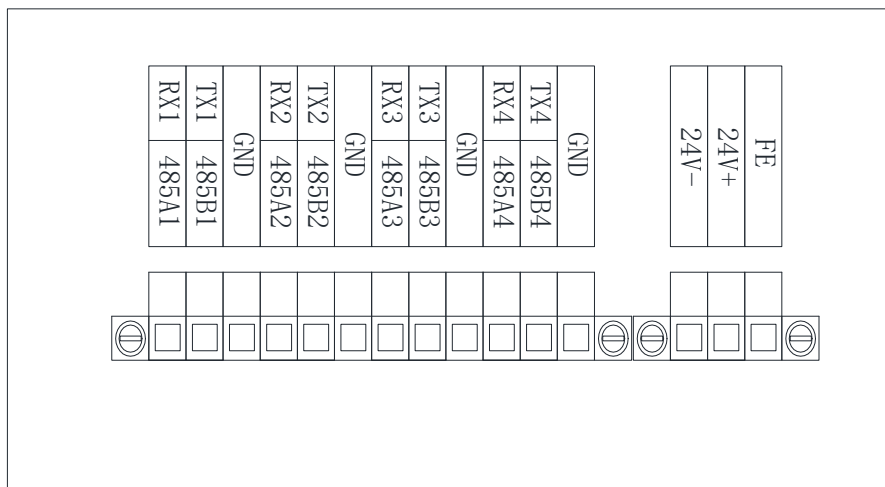 RX1 TX1 GND RX2 TX2 GND RX3 TX3 GND RX4 TX4 GND 24V- 24V+ FE
485A1 485B1 485A2 485B2 485A3 485B3 485A4 485B4